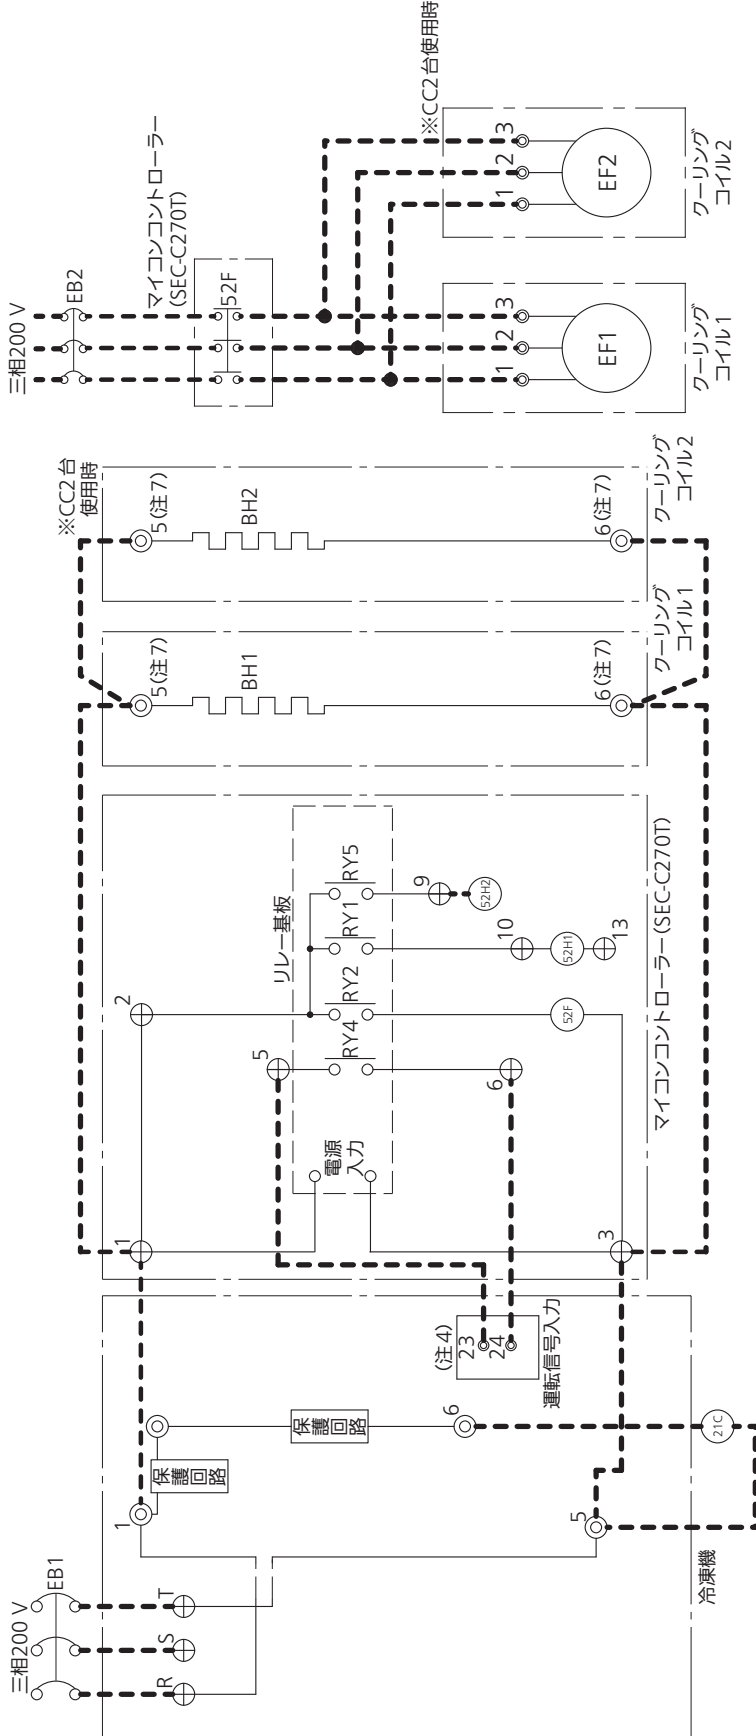 三相200 V
EB1
R
S
T
1
保護回路
保護回路
6
5
冷凍機
21C
(注4)
23
24
運転信号入力
1
2
3
5
6
電源
入力
リレー基板
RY4
RY2
RY1
RY5
9
52H2
10
52H1
13
52F
マイコンコントローラー(SEC-C270T)
5(注7)
BH1
6(注7)
クーリング
コイル1
※CC2台
使用時
5(注7)
BH2
6(注7)
クーリング
コイル2
三相200 V
EB2
マイコンコントローラー
(SEC-C270T)
52F
1
2
3
EF1
クーリング
コイル1
※CC2台使用時
1
2
3
EF2
クーリング
コイル2